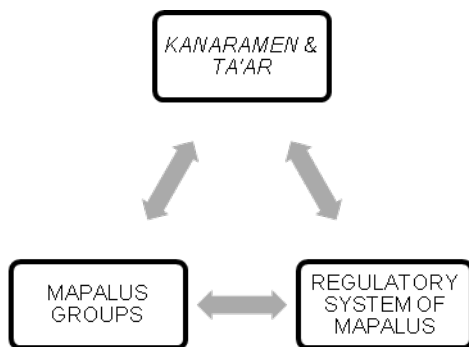 KANARAMEN &
TA'AR
MAPALUS
GROUPS
REGULATORY
SYSTEM OF
MAPALUS